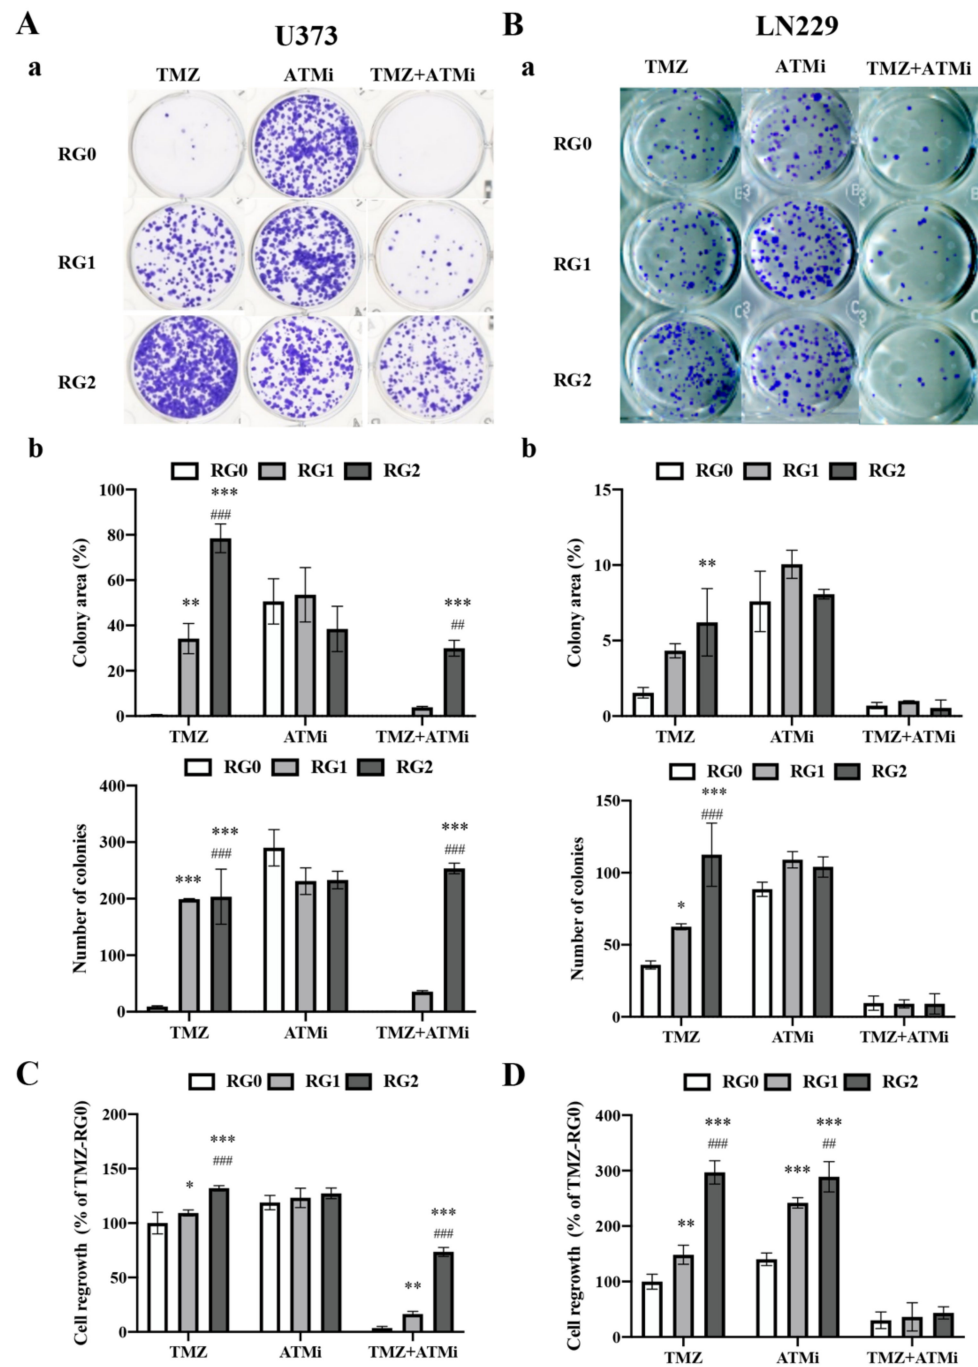 A
U373
a
TMZ ATMi TMZ+ATMi
RG0
RG1
RG2
B
LN229
a
TMZ ATMi TMZ+ATMi
RG0
RG1
RG2
b
RG0 RG1 RG2
Colony area (%)
100
80
60
40
20
0
**
***
###
***
##
TMZ ATMi TMZ+ATMi
RG0 RG1 RG2
Number of colonies
400
300
200
100
0
***
***
###
***
###
TMZ ATMi TMZ+ATMi
b
RG0 RG1 RG2
Colony area (%)
15
10
5
0
**
TMZ ATMi TMZ+ATMi
RG0 RG1 RG2
Number of colonies
150
100
50
0
*
***
###
TMZ ATMi TMZ+ATMi
C
RG0 RG1 RG2
Cell regrowth (% of TMZ-RG0)
200
150
100
50
0
*
***
###
**
***
###
TMZ ATMi TMZ+ATMi
D
RG0 RG1 RG2
Cell regrowth (% of TMZ-RG0)
400
300
200
100
0
**
***
###
***
***
##
TMZ ATMi TMZ+ATMi